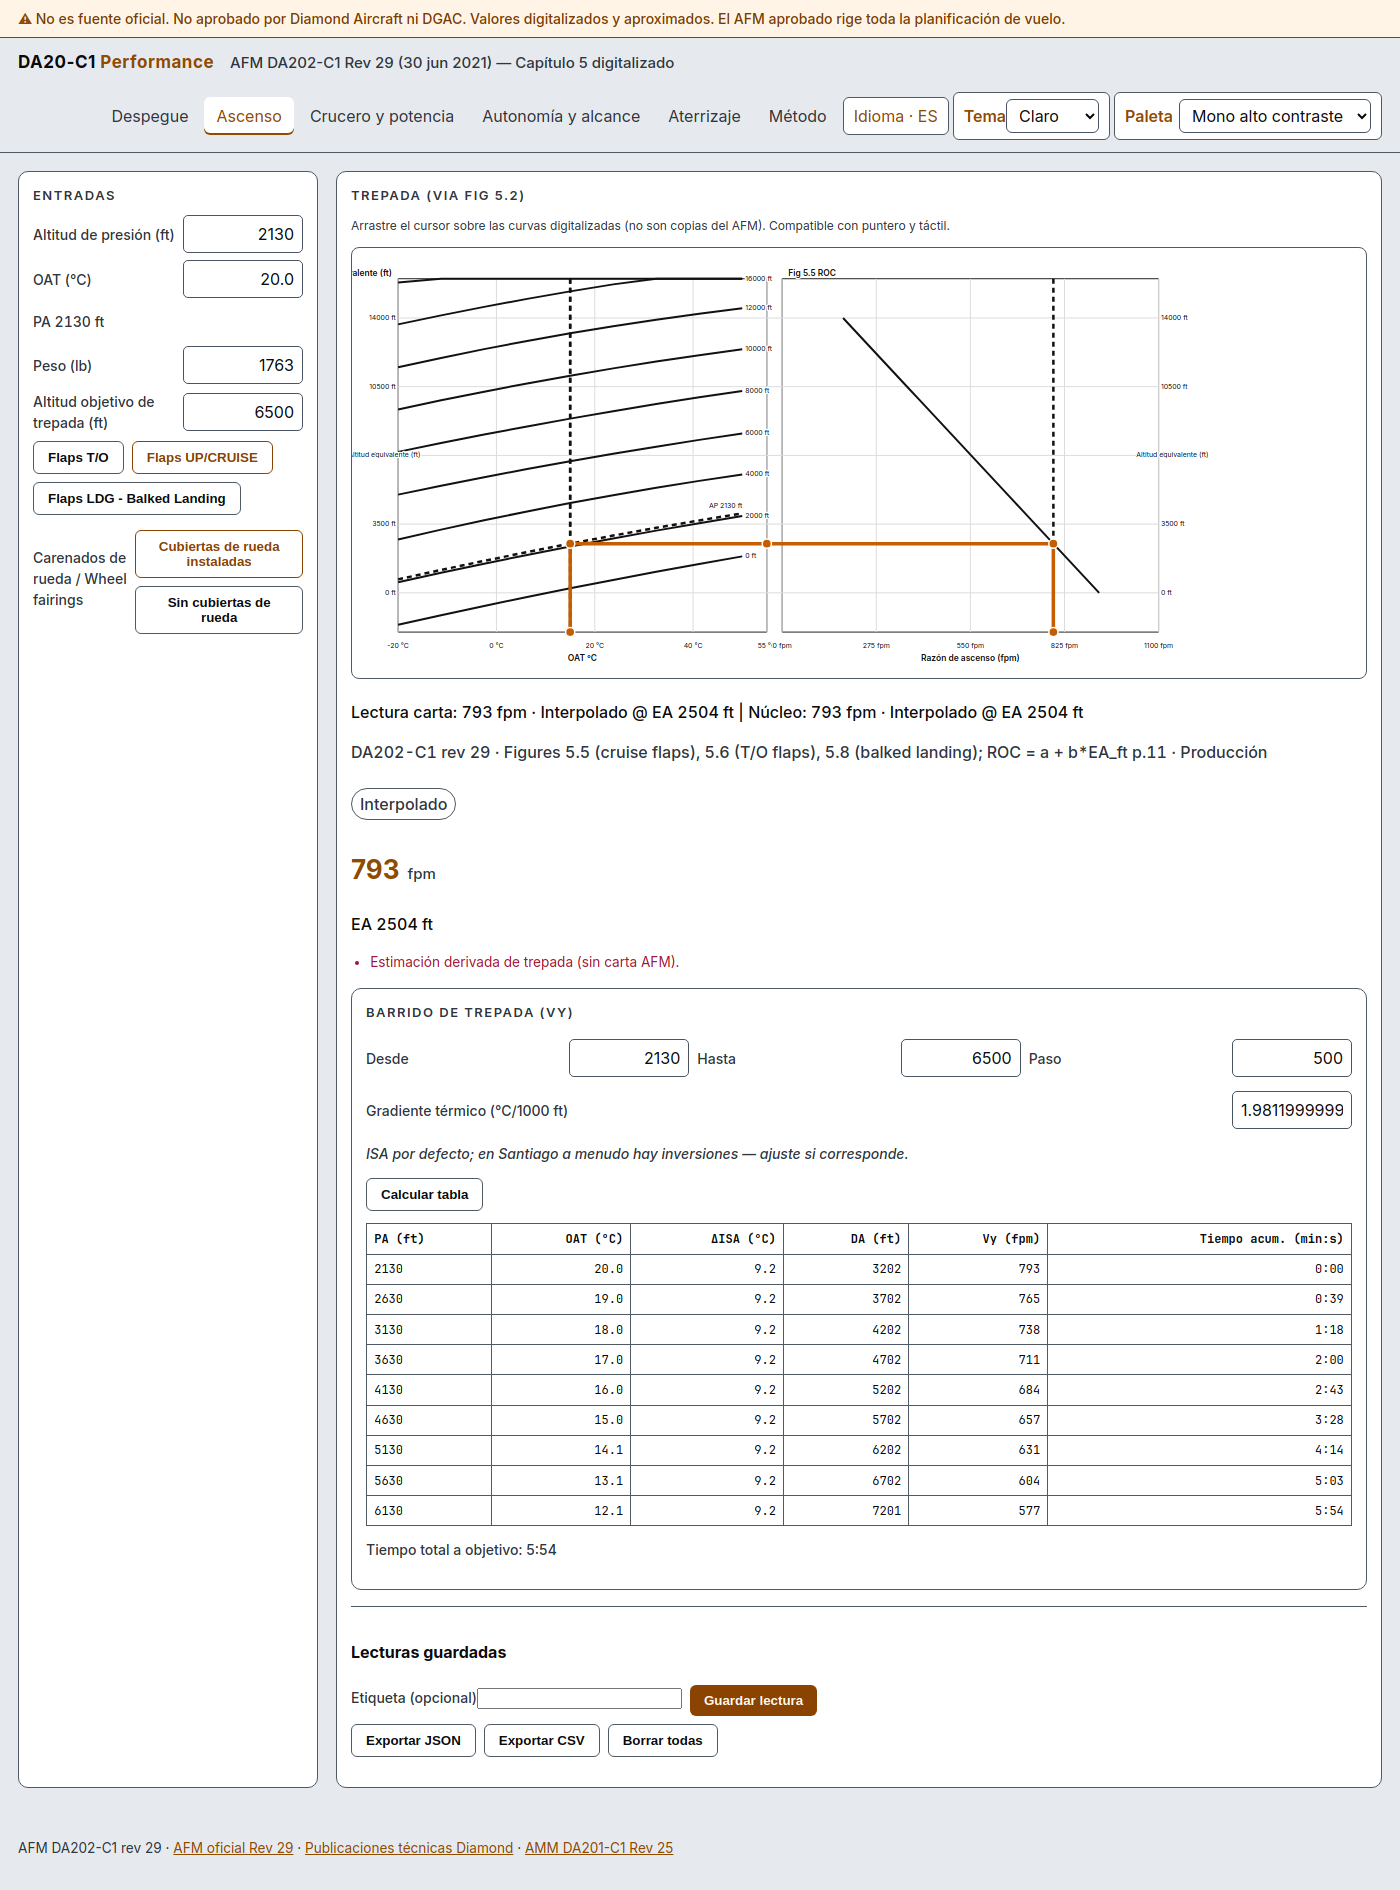 ⚠ No es fuente oficial. No aprobado por Diamond Aircraft ni DGAC. Valores digitalizados y aproximados. El AFM aprobado rige toda la planificación de vuelo.
DA20-C1 Performance AFM DA202-C1 Rev 29 (30 jun 2021) — Capítulo 5 digitalizado
Despegue Ascenso Crucero y potencia Autonomía y alcance Aterrizaje Método Idioma · ES Tema Claro Paleta Mono alto contraste
ENTRADAS
Altitud de presión (ft) 2130
OAT (°C) 20.0
PA 2130 ft
Peso (lb) 1763
Altitud objetivo de trepada (ft) 6500
Flaps T/O Flaps UP/CRUISE
Flaps LDG - Balked Landing
Carenados de rueda / Wheel fairings
Cubiertas de rueda instaladas
Sin cubiertas de rueda
TREPADA (VIA FIG 5.2)
Arrastre el cursor sobre las curvas digitalizadas (no son copias del AFM). Compatible con puntero y táctil.
valente (ft) Fig 5.5 ROC
16000 ft
12000 ft
14000 ft 14000 ft
10000 ft
10500 ft 8000 ft 10500 ft
6000 ft
ltitud equivalente (ft) Altitud equivalente (ft)
4000 ft
AP 2130 ft
2000 ft
3500 ft 3500 ft
0 ft
0 ft 0 ft
-20 °C 0 °C 20 °C 40 °C 55 °C 0 fpm 275 fpm 550 fpm 825 fpm 1100 fpm
OAT °C Razón de ascenso (fpm)
Lectura carta: 793 fpm · Interpolado @ EA 2504 ft | Núcleo: 793 fpm · Interpolado @ EA 2504 ft
DA202-C1 rev 29 · Figures 5.5 (cruise flaps), 5.6 (T/O flaps), 5.8 (balked landing); ROC = a + b*EA_ft p.11 · Producción
Interpolado
793 fpm
EA 2504 ft
• Estimación derivada de trepada (sin carta AFM).
BARRIDO DE TREPADA (VY)
Desde 2130 Hasta 6500 Paso 500
Gradiente térmico (°C/1000 ft) 1.9811999999
ISA por defecto; en Santiago a menudo hay inversiones — ajuste si corresponde.
Calcular tabla
PA (ft) OAT (°C) ΔISA (°C) DA (ft) Vy (fpm) Tiempo acum. (min:s)
2130 20.0 9.2 3202 793 0:00
2630 19.0 9.2 3702 765 0:39
3130 18.0 9.2 4202 738 1:18
3630 17.0 9.2 4702 711 2:00
4130 16.0 9.2 5202 684 2:43
4630 15.0 9.2 5702 657 3:28
5130 14.1 9.2 6202 631 4:14
5630 13.1 9.2 6702 604 5:03
6130 12.1 9.2 7201 577 5:54
Tiempo total a objetivo: 5:54
Lecturas guardadas
Etiqueta (opcional) Guardar lectura
Exportar JSON Exportar CSV Borrar todas
AFM DA202-C1 rev 29 · AFM oficial Rev 29 · Publicaciones técnicas Diamond · AMM DA201-C1 Rev 25